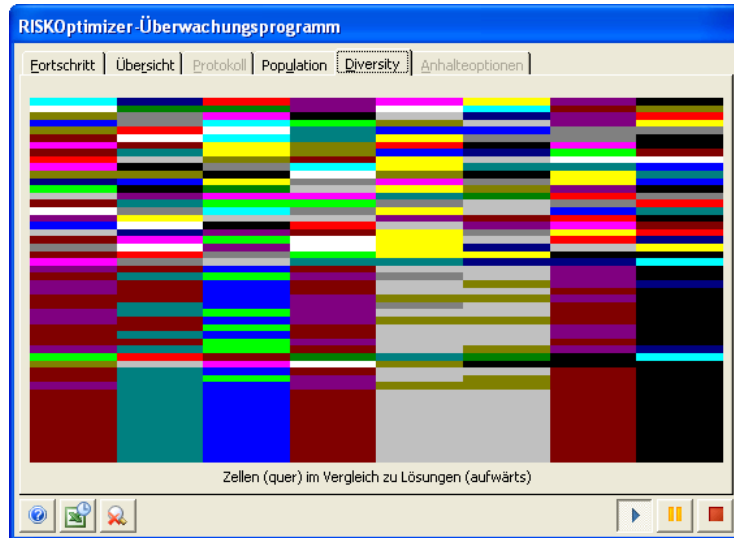 RISKOptimizer-Überwachungsprogramm
Fortschritt Übersicht Protokoll Population Diversity Anhalteoptionen
Zellen (quer) im Vergleich zu Lösungen (aufwärts)